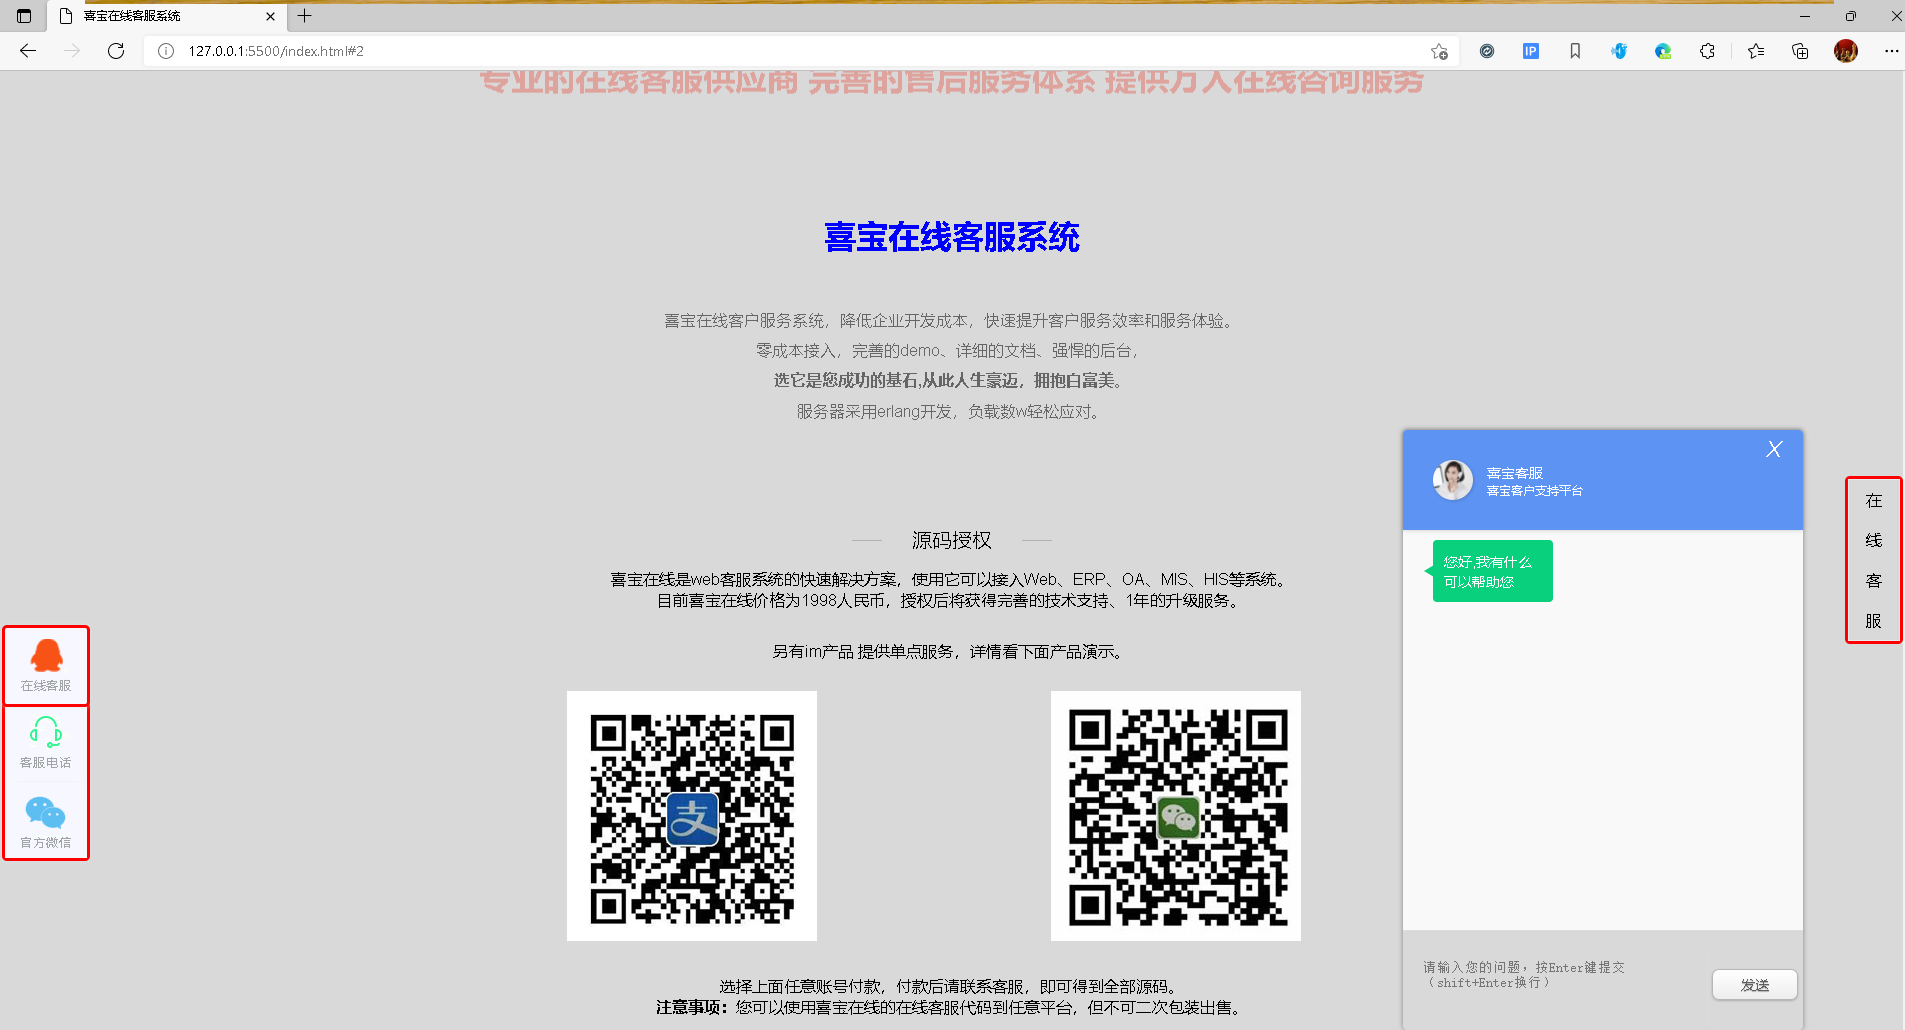 喜宝在线客服系统
127.0.0.1:5500/index.html#2
IP
专业的在线客服供应商 完善的售后服务体系 提供万人在线咨询服务
喜宝在线客服系统
喜宝在线客户服务系统，降低企业开发成本，快速提升客户服务效率和服务体验。
零成本接入，完善的demo、详细的文档、强悍的后台，
选它是您成功的基石,从此人生豪迈，拥抱白富美。
服务器采用erlang开发，负载数w轻松应对。
源码授权
喜宝在线是web客服系统的快速解决方案，使用它可以接入Web、ERP、OA、MIS、HIS等系统。
目前喜宝在线价格为1998人民币，授权后将获得完善的技术支持、1年的升级服务。
另有im产品 提供单点服务，详情看下面产品演示。
支
选择上面任意账号付款，付款后请联系客服，即可得到全部源码。
注意事项：您可以使用喜宝在线的在线客服代码到任意平台，但不可二次包装出售。
在线客服
客服电话
官方微信
X
喜宝客服
喜宝客户支持平台
您好,我有什么
可以帮助您
请输入您的问题，按Enter键提交
（shift+Enter换行）
发送
在
线
客
服